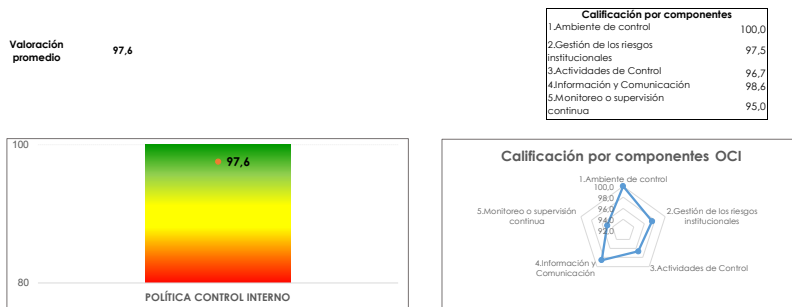 Valoración
promedio
97,6
Calificación por componentes
1.Ambiente de control 100,0
2.Gestión de los riesgos
institucionales 97,5
3.Actividades de Control 96,7
4.Información y Comunicación 98,6
5.Monitoreo o supervisión
continua 95,0
100
97,6
80
POLÍTICA CONTROL INTERNO
Calificación por componentes OCI
1.Ambiente de control
100,0
98,0
96,0
94,0
92,0
2.Gestión de los riesgos
institucionales
3.Actividades de Control
4.Información y
Comunicación
5.Monitoreo o supervisión
continua